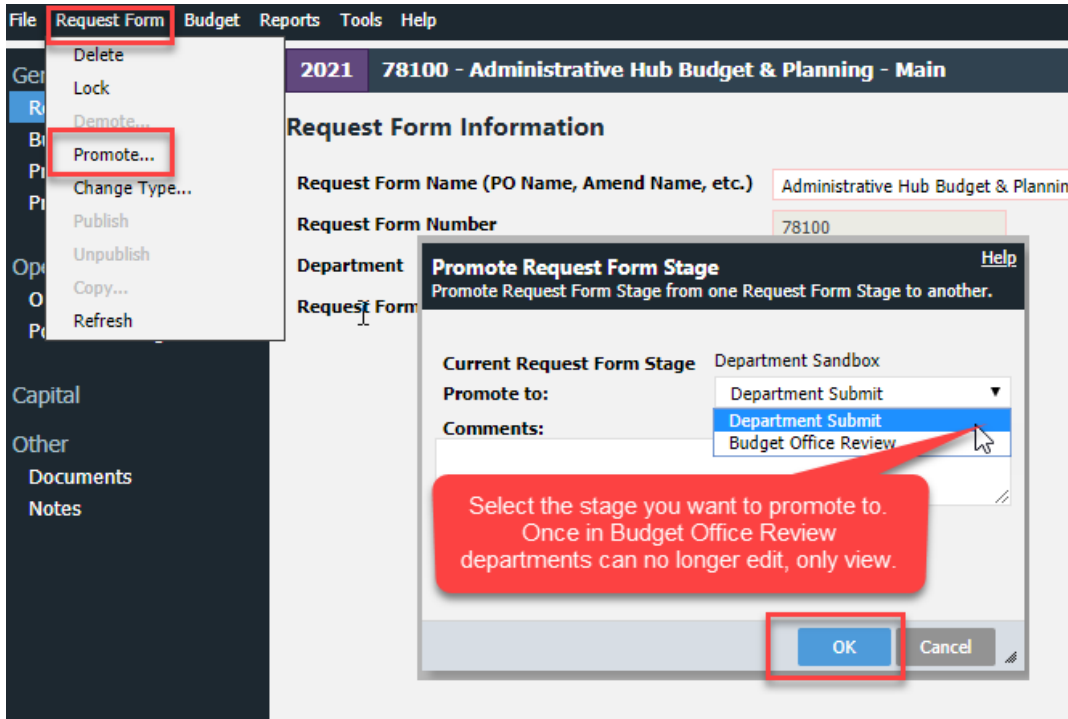 File Request Form Budget Reports Tools Help
Delete
Lock
Demote...
Promote...
Change Type...
Publish
Unpublish
Copy...
Refresh
Capital
Other
Documents
Notes
2021 78100 - Administrative Hub Budget & Planning - Main
Request Form Information
Request Form Name (PO Name, Amend Name, etc.) Administrative Hub Budget &
Request Form Number 78100
Department
Request Form
Promote Request Form Stage Help
Promote Request Form Stage from one Request Form Stage to another.
Current Request Form Stage Department Sandbox
Promote to: Department Submit
Department Submit
Comments: Budget Office Review
Select the stage you want to promote to.
Once in Budget Office Review
departments can no longer edit, only view.
OK Cancel